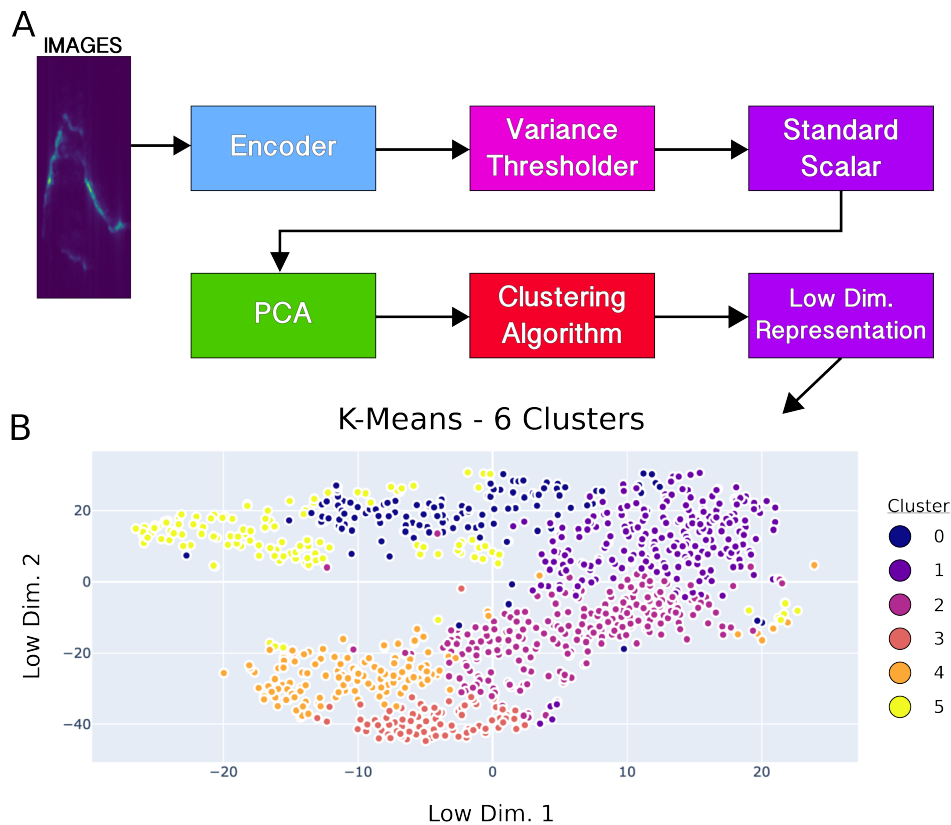 A
IMAGES
Encoder
Variance
Thresholder
Standard
Scalar
PCA
Clustering
Algorithm
Low Dim.
Representation
B
K-Means - 6 Clusters
Low Dim. 2
20
0
−20
−40
−20
−10
0
10
20
Low Dim. 1
Cluster
0
1
2
3
4
5